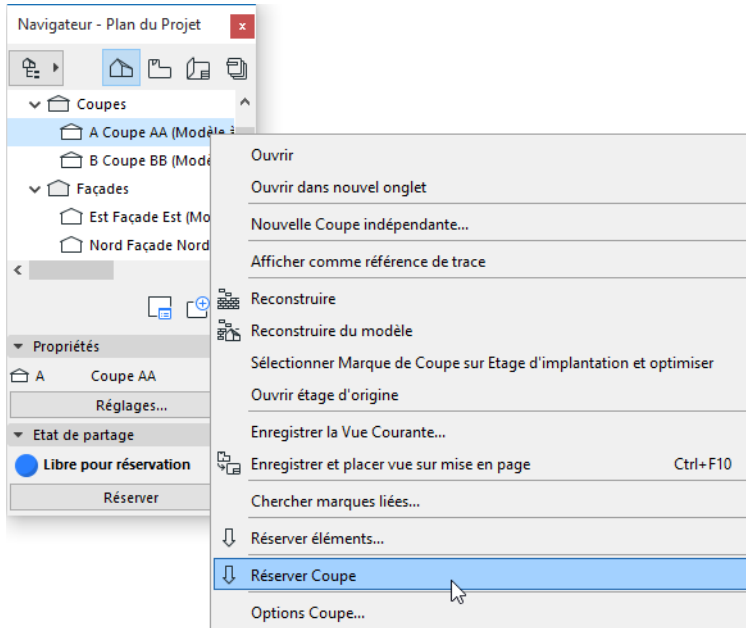 Navigateur - Plan du Projet
x
Coupes
A Coupe AA (Modèle à
B Coupe BB (Modè
Façades
Est Façade Est (Mo
Nord Façade Nord
Propriétés
A Coupe AA
Réglages...
Etat de partage
Libre pour réservation
Réserver
Ouvrir
Ouvrir dans nouvel onglet
Nouvelle Coupe indépendante...
Afficher comme référence de trace
Reconstruire
Reconstruire du modèle
Sélectionner Marque de Coupe sur Etage d'implantation et optimiser
Ouvrir étage d'origine
Enregistrer la Vue Courante...
Enregistrer et placer vue sur mise en page Ctrl+F10
Chercher marques liées...
Réserver éléments...
Réserver Coupe
Options Coupe...